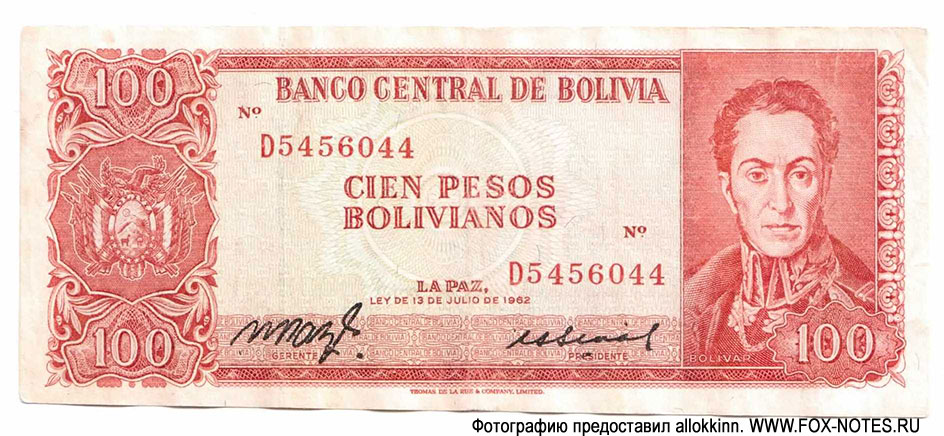 100
BANCO CENTRAL DE BOLIVIA
Nº
D5456044
CIEN PESOS
BOLIVIANOS
Nº
D5456044
LA PAZ,
LEY DE 13 DE JULIO DE 1962
100
GERENTE
PRESIDENTE
BOLIVAR
100
THOMAS DE LA RUE & COMPANY, LIMITED.
Фотографию предоставил allokkinn. WWW.FOX-NOTES.RU